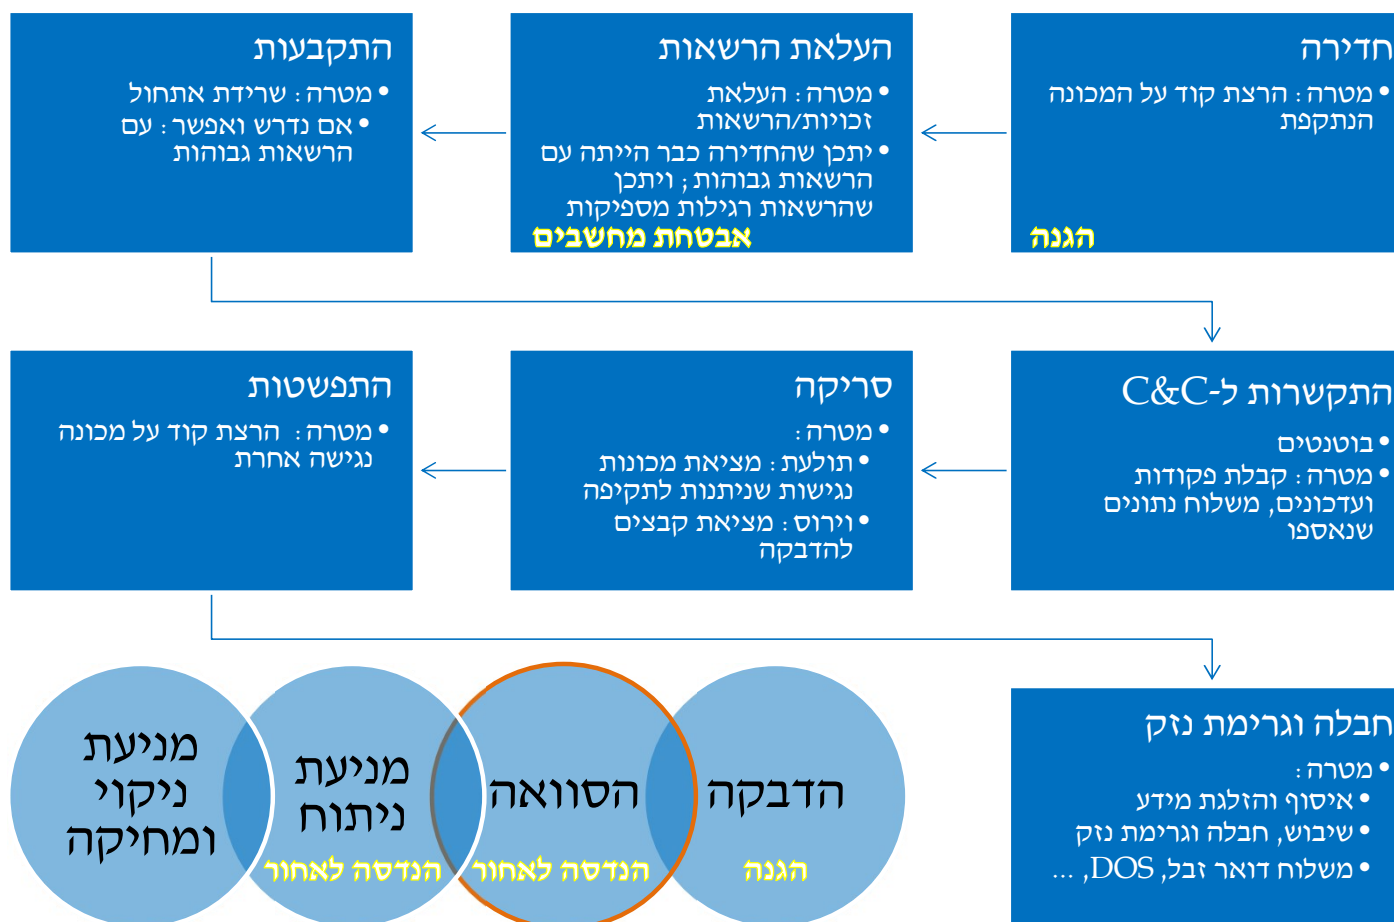 חדירה
• מטרה: הרצת קוד על המכונה
הנתקפת
הגנה
העלאת הרשאות
• מטרה: העלאת
זכויות/הרשאות
• יתכן שהחדירה כבר הייתה עם
הרשאות גבוהות; ויתכן
שהרשאות רגילות מספיקות
אבטחת מחשבים
התקבעות
• מטרה: שרידת אתחול
• אם נדרש ואפשר: עם
הרשאות גבוהות
התקשרות ל-C&C
• בוטנטים
• מטרה: קבלת פקודות
ועדכונים, משלוח נתונים
שנאספו
סריקה
• מטרה:
• תולעת: מציאת מכונות
נגישות שניתנות לתקיפה
• וירוס: מציאת קבצים
להדבקה
התפשטות
• מטרה: הרצת קוד על מכונה
נגישה אחרת
חבלה וגרימת נזק
• מטרה:
• איסוף והזלגת מידע
• שיבוש, חבלה וגרימת נזק
• משלוח דואר זבל, DOS, ...
הדבקה
הגנה
הסוואה
הנדסה לאחור
מניעת
ניתוח
הנדסה לאחור
מניעת
ניקוי
ומחיקה